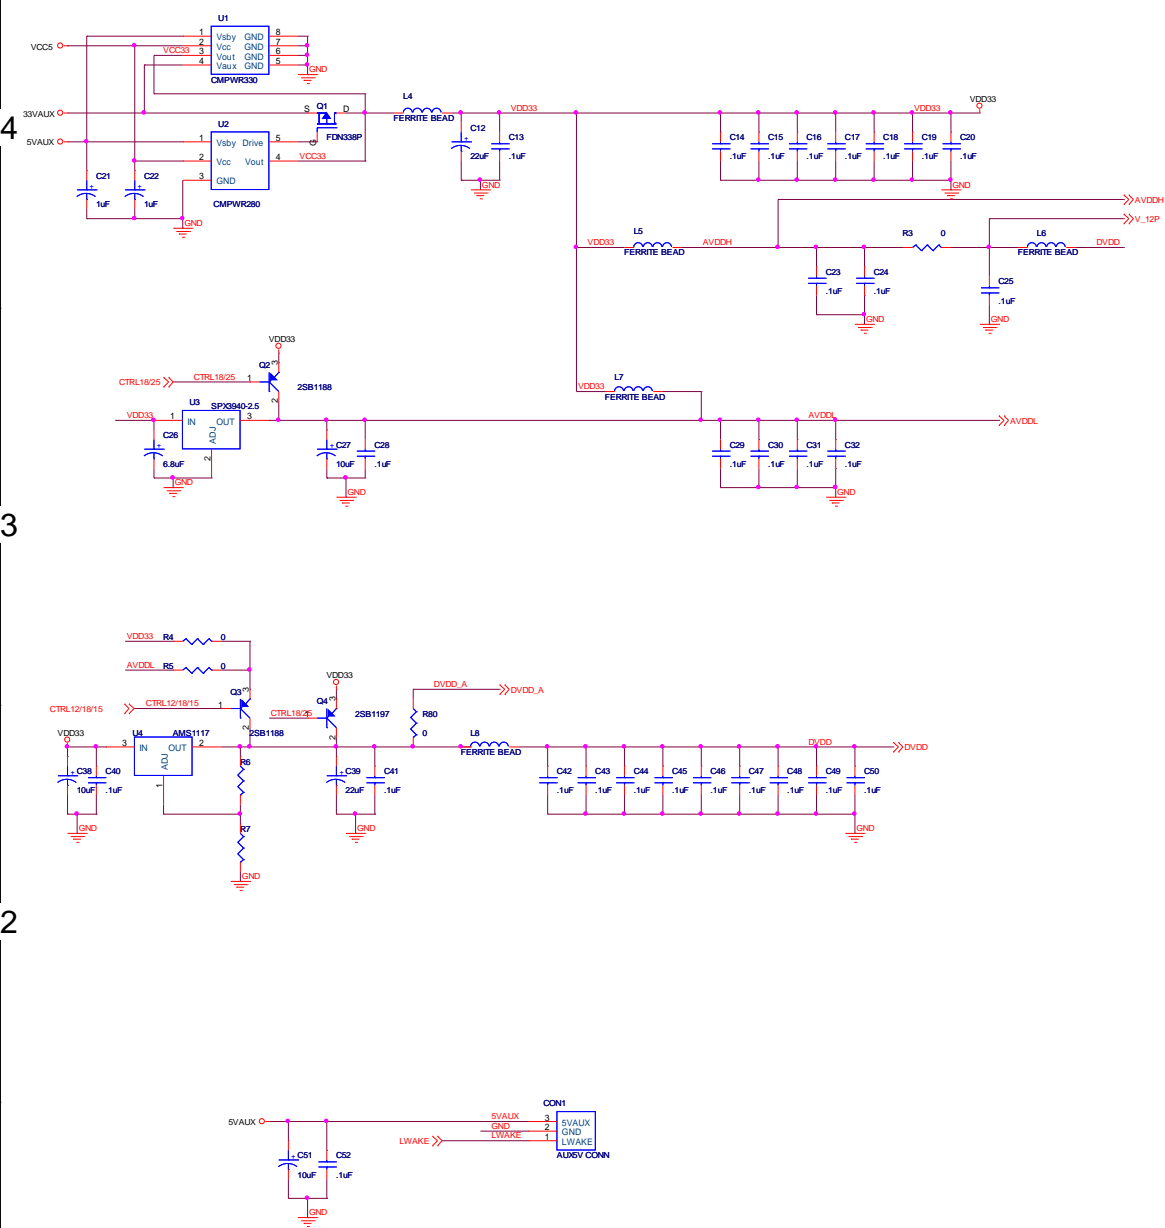 U1
1 Vsby GND 8
VCC5 2 Vcc GND 7
VCC33 3 Vout GND 6
4 Vaux GND 5
GND
CMPWR330
33VAUX
S Q1 D
G
FDN338P
L4
FERRITE BEAD
VDD33
VDD33
VDD33
4
U2
5VAUX 1 Vsby Drive 5
2 Vcc Vout 4 VCC33
3 GND
CMPWR280
C21
1uF
C22
1uF
GND
C12
22uF
C13
.1uF
GND
C14 C15 C16 C17 C18 C19 C20
.1uF .1uF .1uF .1uF .1uF .1uF .1uF
GND
AVDDH
V_12P
VDD33
L5
FERRITE BEAD
AVDDH
R3 0
L6
FERRITE BEAD
DVDD
C23
.1uF
C24
.1uF
GND
C25
.1uF
GND
VDD33
CTRL18/25 CTRL18/25 1
Q2 3
2
2SB1188
U3 SPX3940-2.5
VDD33 1 IN OUT 3
ADJ
2
C26
6.8uF
GND
C27
10uF
C28
.1uF
GND
VDD33
L7
FERRITE BEAD
AVDDL
AVDDL
C29 C30 C31 C32
.1uF .1uF .1uF .1uF
GND
3
VDD33 R4 0
AVDDL R5 0
CTRL12/18/15 CTRL12/18/15 1
Q3 3
2
2SB1188
VDD33
U4 AMS1117
3 IN OUT 2
ADJ
1
C38
10uF
C40
.1uF
GND
R6
R7
GND
VDD33
CTRL18/25 1
Q4 3
2
2SB1197
C39
22uF
C41
.1uF
GND
DVDD_A
DVDD_A
R80
0
L8
FERRITE BEAD
DVDD
DVDD
C42 C43 C44 C45 C46 C47 C48 C49 C50
.1uF .1uF .1uF .1uF .1uF .1uF .1uF .1uF .1uF
GND
2
CON1
5VAUX 5VAUX 3 5VAUX
GND 2 GND
LWAKE LWAKE 1 LWAKE
AUX5V CONN
C51
10uF
C52
.1uF
GND